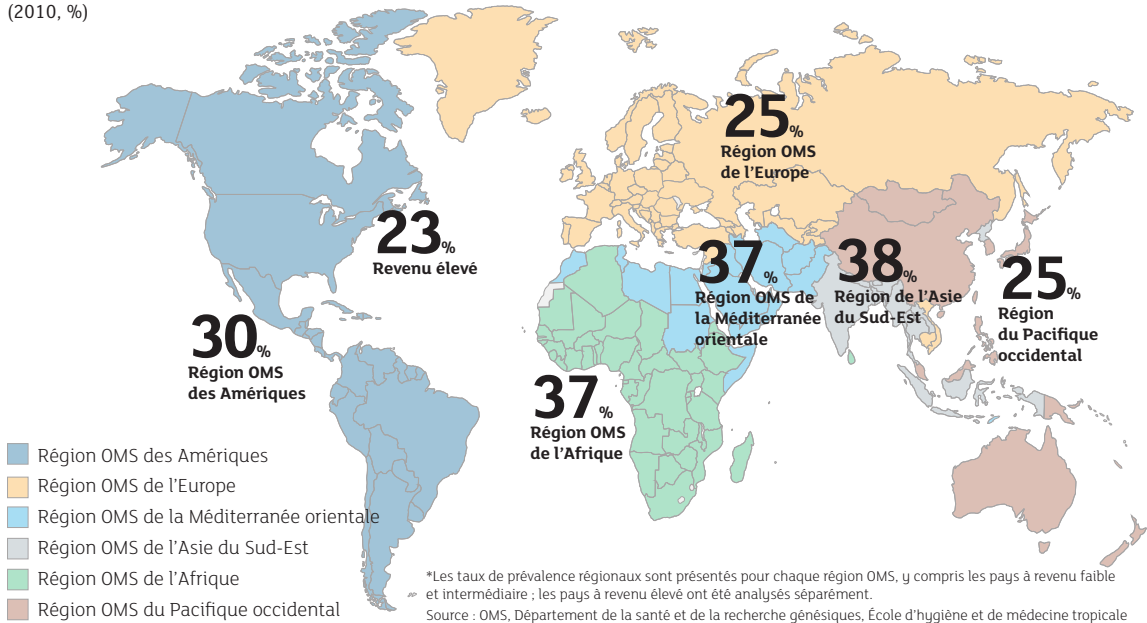 (2010, %)
25%
Région OMS
de l'Europe
23%
Revenu élevé
37%
Région OMS de
la Méditerranée
orientale
38%
Région de l'Asie
du Sud-Est
25%
Région
du Pacifique
occidental
30%
Région OMS
des Amériques
37%
Région OMS
de l'Afrique
Région OMS des Amériques
Région OMS de l'Europe
Région OMS de la Méditerranée orientale
Région OMS de l'Asie du Sud-Est
Région OMS de l'Afrique
Région OMS du Pacifique occidental
*Les taux de prévalence régionaux sont présentés pour chaque région OMS, y compris les pays à revenu faible
et intermédiaire ; les pays à revenu élevé ont été analysés séparément.
Source : OMS, Département de la santé et de la recherche génésiques, École d'hygiène et de médecine tropicale